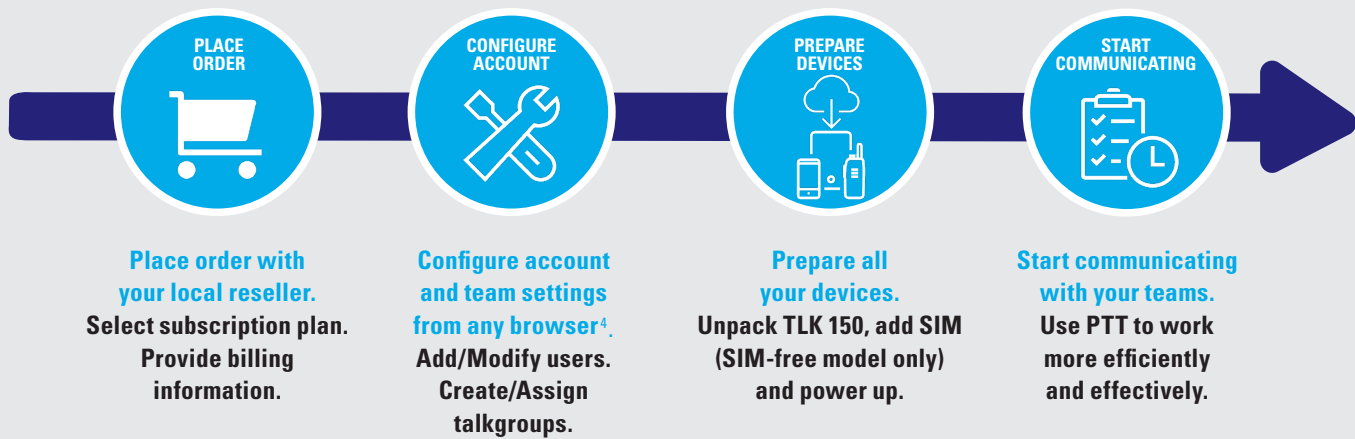 PLACE
ORDER
CONFIGURE
ACCOUNT
PREPARE
DEVICES
START
COMMUNICATING
Place order with
your local reseller.
Select subscription plan.
Provide billing
information.
Configure account
and team settings
from any browser⁴.
Add/Modify users.
Create/Assign
talkgroups.
Prepare all
your devices.
Unpack TLK 150, add SIM
(SIM-free model only)
and power up.
Start communicating
with your teams.
Use PTT to work
more efficiently
and effectively.